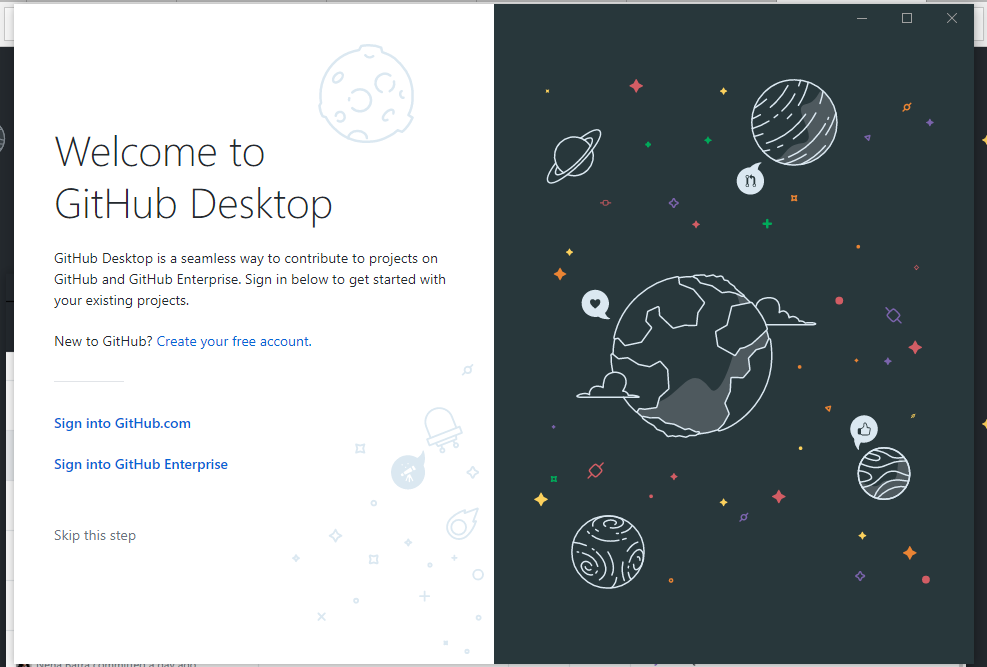 Welcome to
GitHub Desktop
GitHub Desktop is a seamless way to contribute to projects on
GitHub and GitHub Enterprise. Sign in below to get started with
your existing projects.
New to GitHub? Create your free account.
Sign into GitHub.com
Sign into GitHub Enterprise
Skip this step